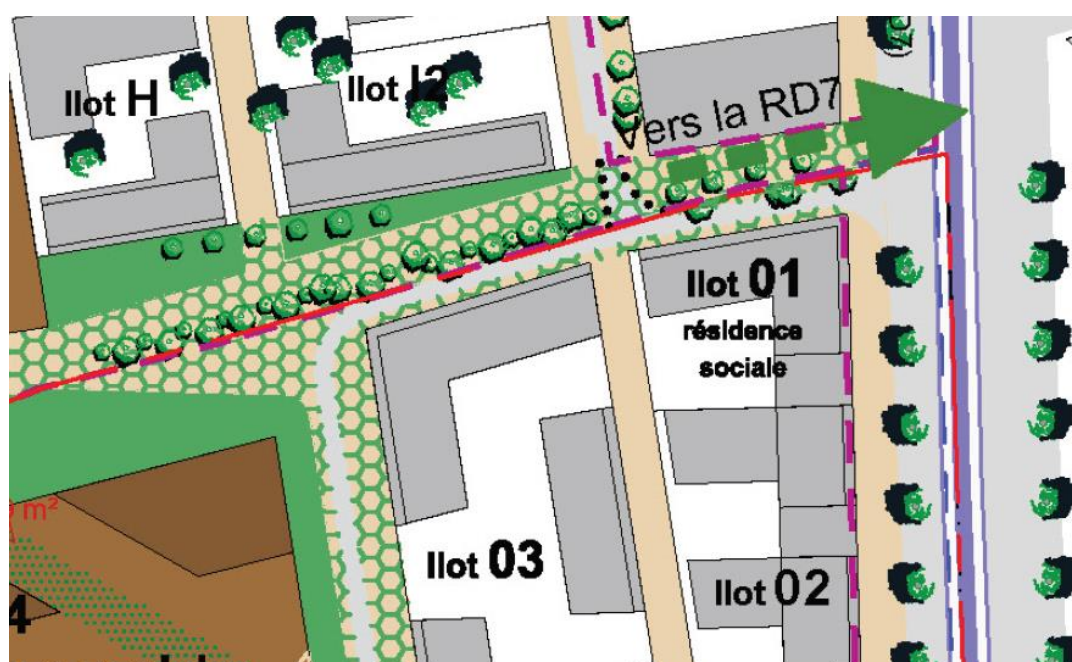 Ilot H
Ilot I2
Vers la RD7
Ilot 01
résidence
sociale
m²
Ilot 03
Ilot 02
4